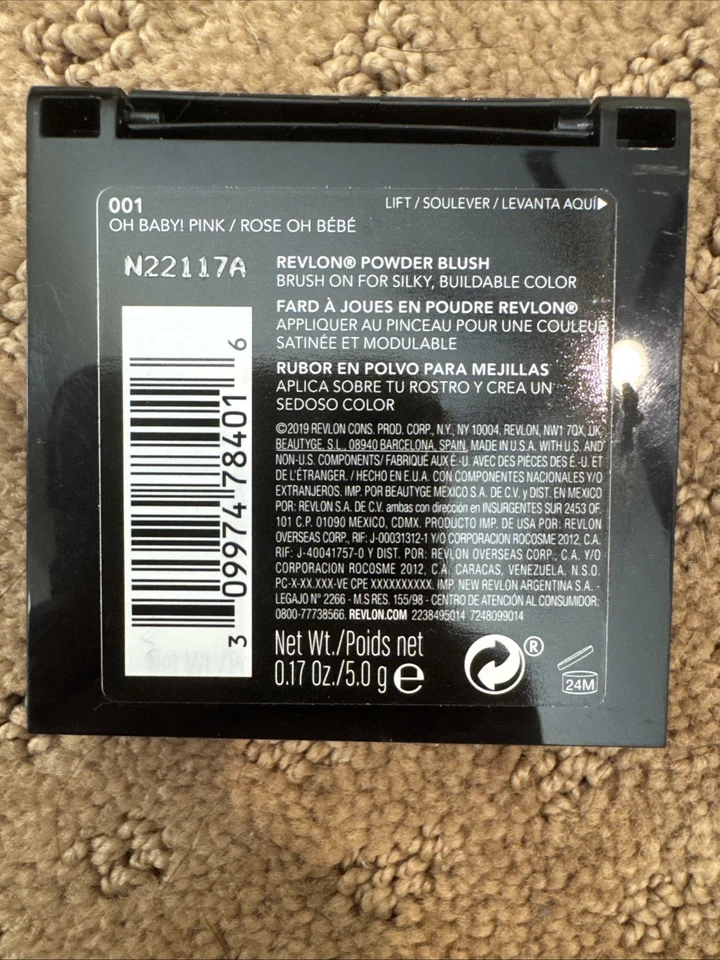 001
LIFT / SOULEVER / LEVANTA AQUÍ
OH BABY! PINK / ROSE OH BÉBÉ
N22117A
REVLON® POWDER BLUSH
BRUSH ON FOR SILKY, BUILDABLE COLOR
FARD À JOUES EN POUDRE REVLON®
APPLIQUER AU PINCEAU POUR UNE COULEUR
SATINÉE ET MODULABLE
RUBOR EN POLVO PARA MEJILLAS
APLICA SOBRE TU ROSTRO Y CREA UN
SEDOSO COLOR
©2019 REVLON CONS. PROD. CORP., N.Y., NY 10004. REVLON, NW1 7QX, UK,
BEAUTYGE, S.L., 08940 BARCELONA, SPAIN, MADE IN U.S.A. WITH U.S. AND
NON-U.S. COMPONENTS/ FABRIQUÉ AUX É.-U. AVEC DES PIÈCES DES É.-U. ET
DE L'ÉTRANGER. / HECHO EN E.U.A. CON COMPONENTES NACIONALES Y/O
EXTRANJEROS. IMP. POR BEAUTYGE MEXICO S.A. DE C.V. y DIST. EN MEXICO
POR: REVLON S.A. DE C.V. ambas con dirección en INSURGENTES SUR 2453 OF.
101 C.P. 01090 MEXICO, CDMX. PRODUCTO IMP. DE USA POR: REVLON
OVERSEAS CORP., RIF: J-00031312-1 Y/O CORPORACION ROCOSME 2012, C.A.
RIF: J-40041757-0 Y DIST. POR: REVLON OVERSEAS CORP., C.A. Y/O
CORPORACION ROCOSME 2012, C.A. CARACAS, VENEZUELA. N.S.O.
PC-X-XX.XXX-VE CPE XXXXXXXXXX. IMP. NEW REVLON ARGENTINA S.A. -
LEGAJO N° 2266 - M.S RES. 155/98 - CENTRO DE ATENCIÓN AL CONSUMIDOR:
0800-77738566. REVLON.COM 2238495014 7248099014
Net Wt./Poids net
0.17 Oz./5.0 g e
®
24M
3 09974 78401 6